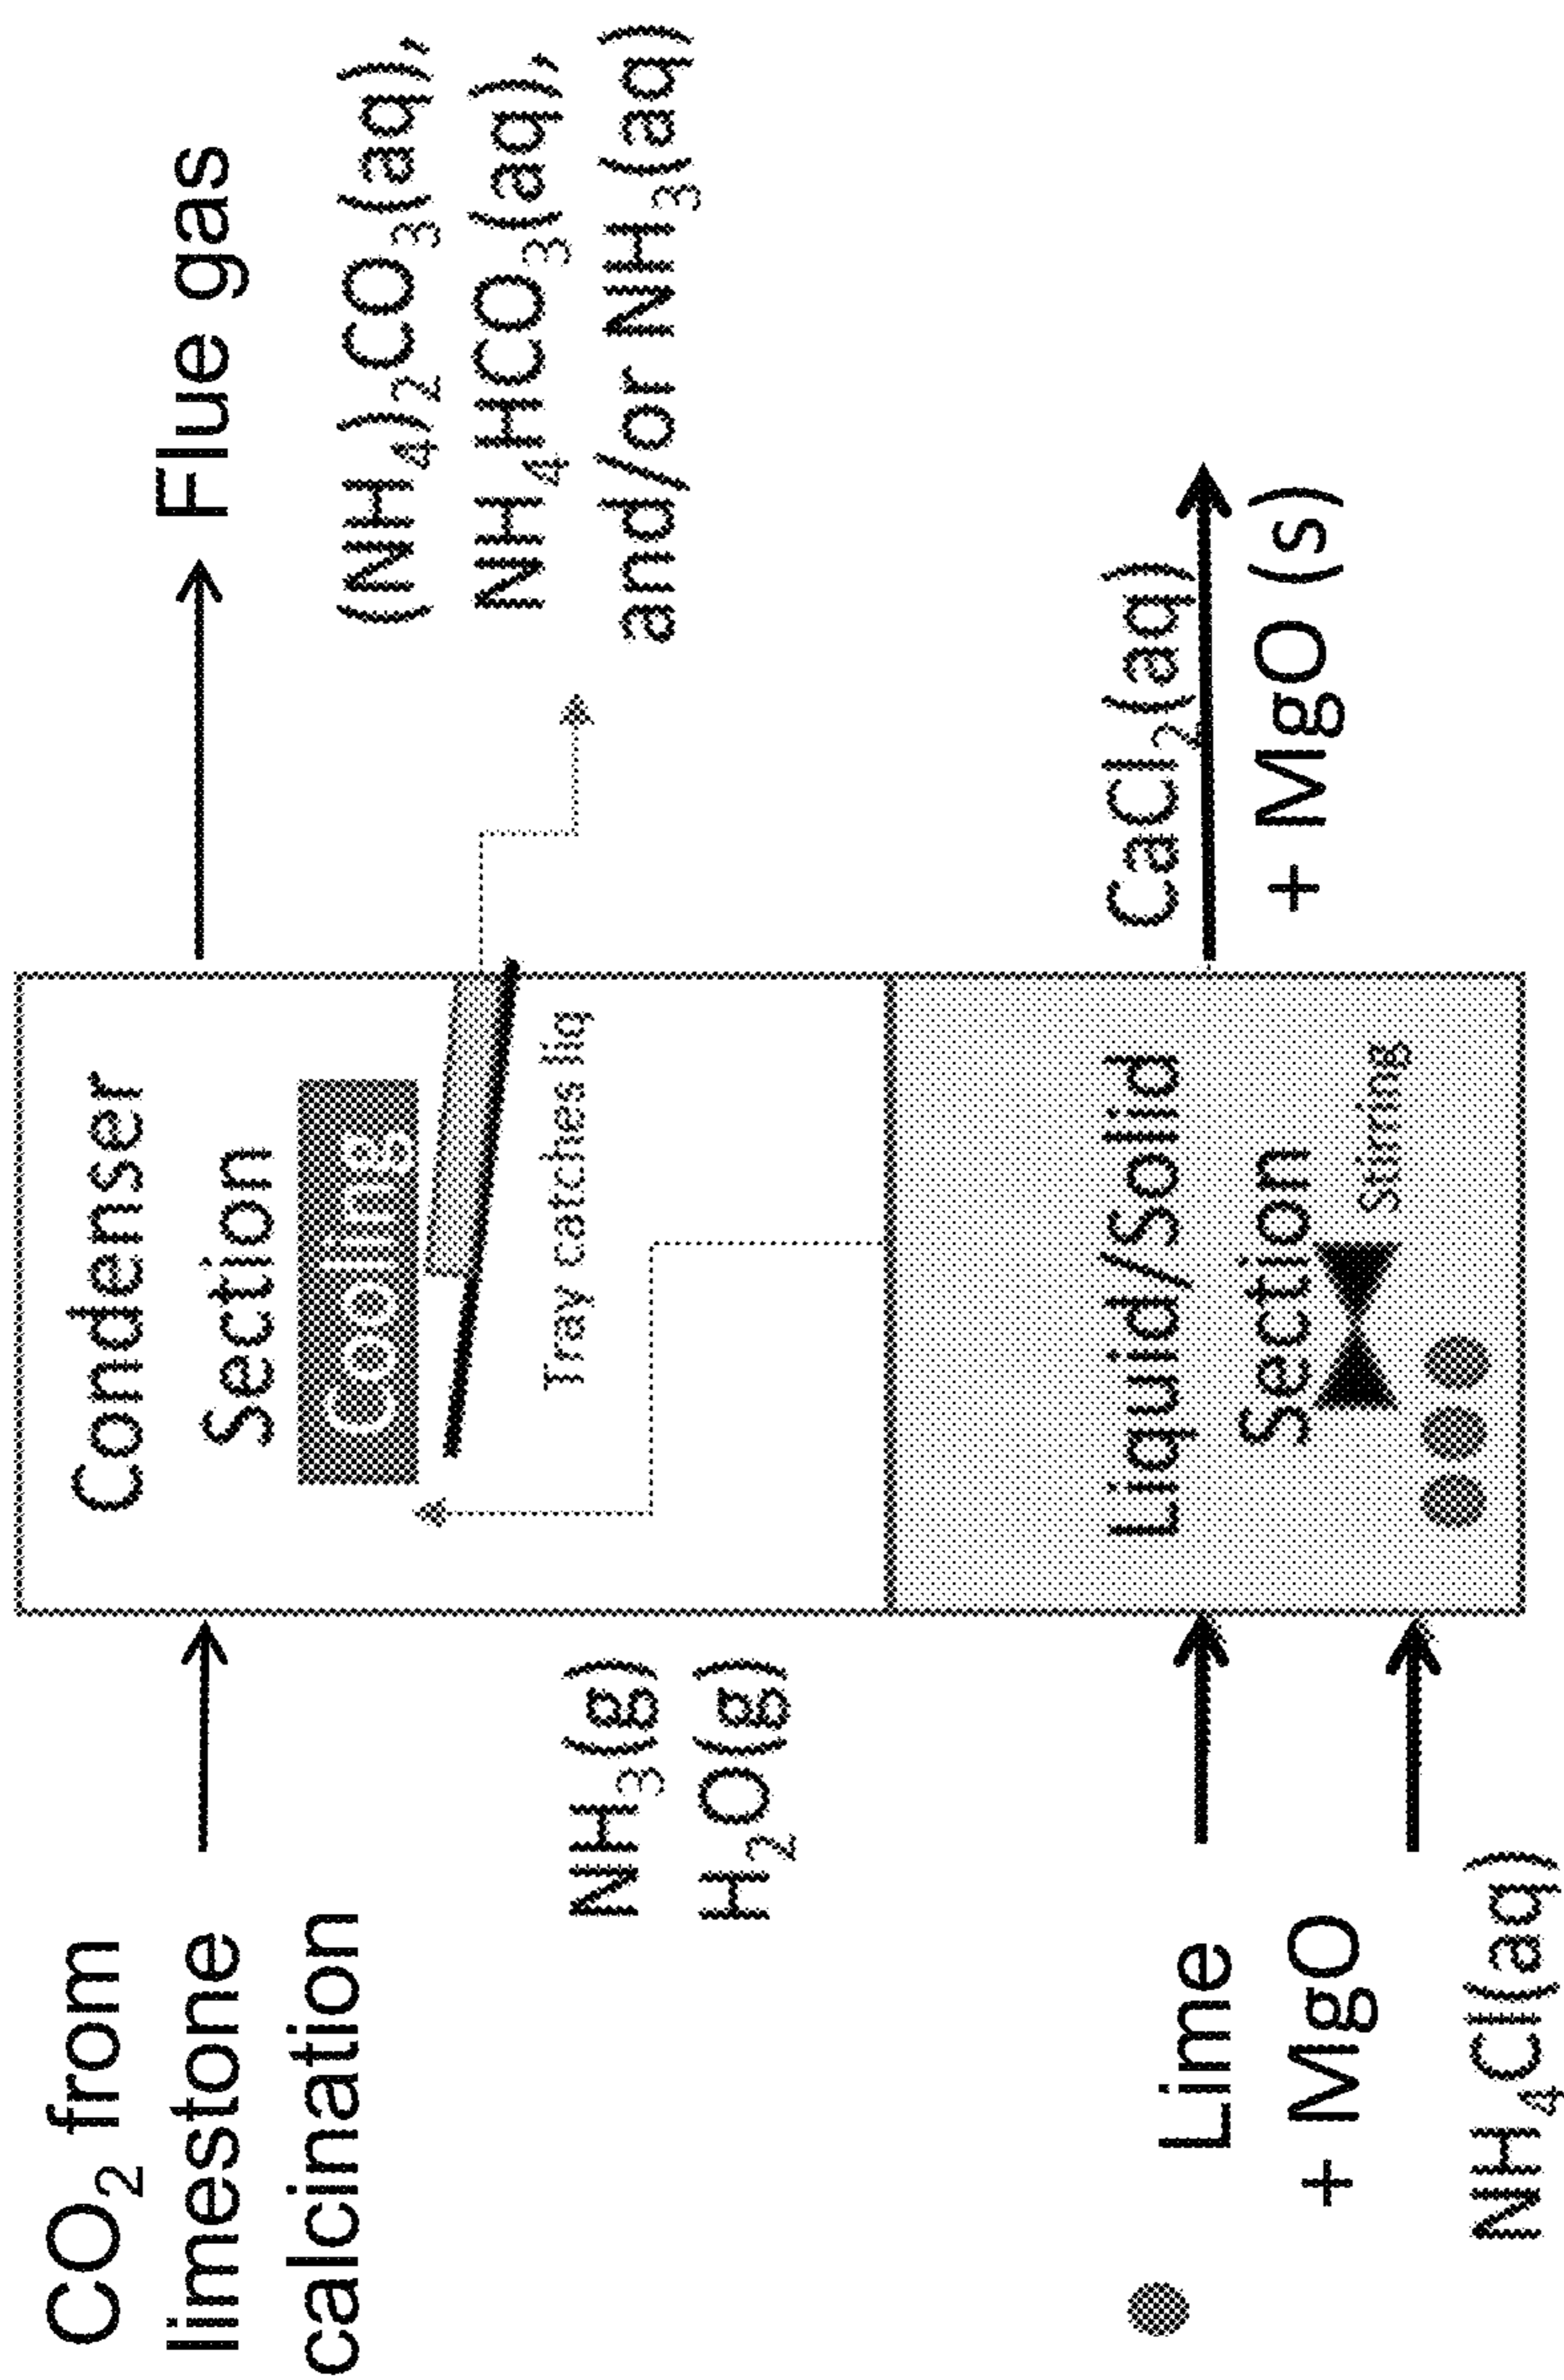 CO₂ from
limestone
calcination
NH₃(g)
H₂O(g)
Lime
+ MgO
NH₄Cl(aq)
Condenser
Section
Cooling
Tray catches liq
Liquid/Solid
Section
Stirring
Flue gas
(NH₄)₂CO₃(aq),
NH₄HCO₃(aq),
and/or NH₃(aq)
CaCl₂(aq)
+ MgO (s)